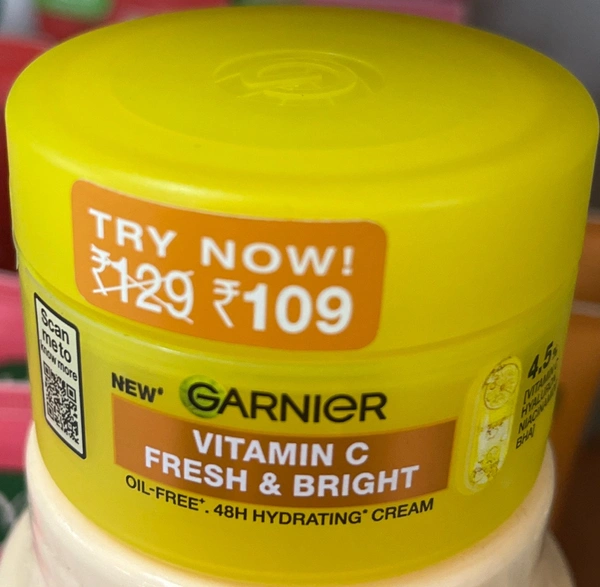 TRY NOW!
₹129 ₹109
Scan
me to
know more
NEW*
GARNIER
VITAMIN C
FRESH & BRIGHT
OIL-FREE⁺. 48H HYDRATING* CREAM
4.5%
BHA]